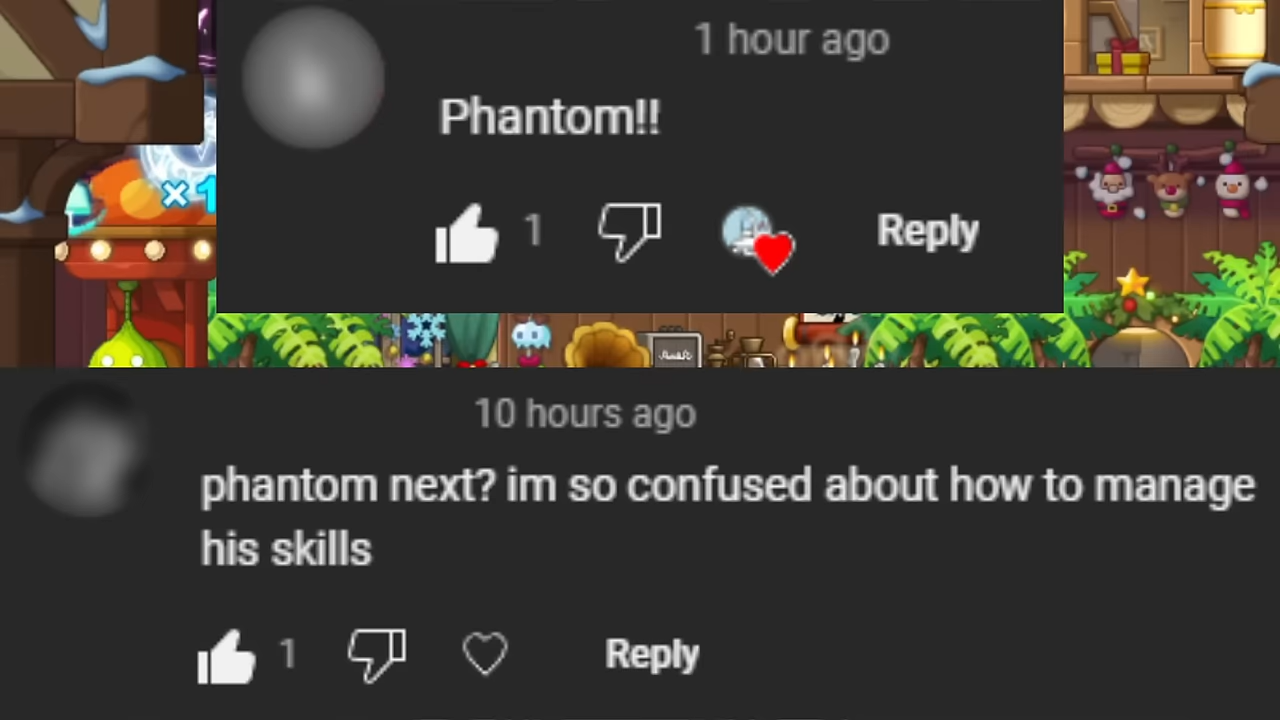 1 hour ago
Phantom!!
×1
1
Reply
10 hours ago
phantom next? im so confused about how to manage
his skills
1
Reply